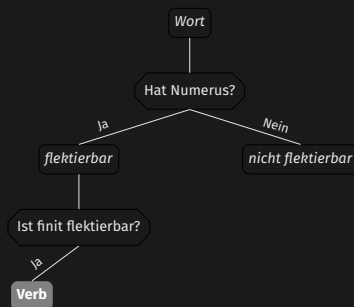 Wort
Hat Numerus?
Ja
Nein
flektierbar
nicht flektierbar
Ist finit flektierbar?
Ja
Verb